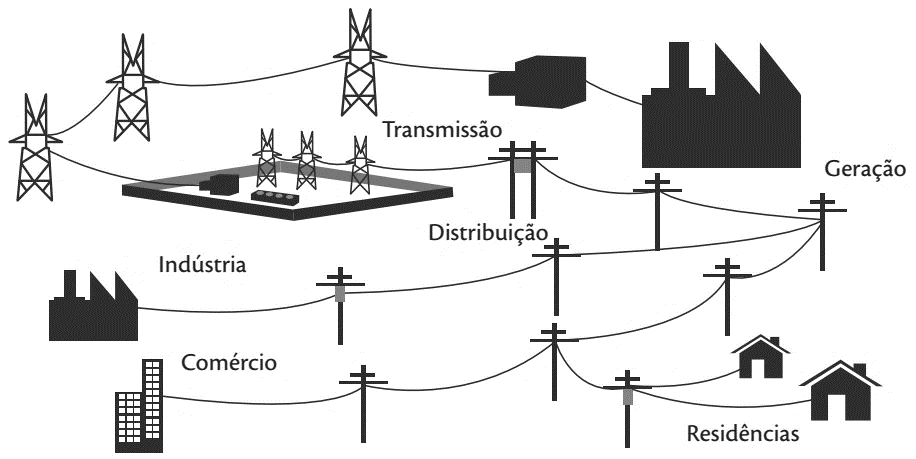 Transmissão
Geração
Distribuição
Indústria
Comércio
Residências